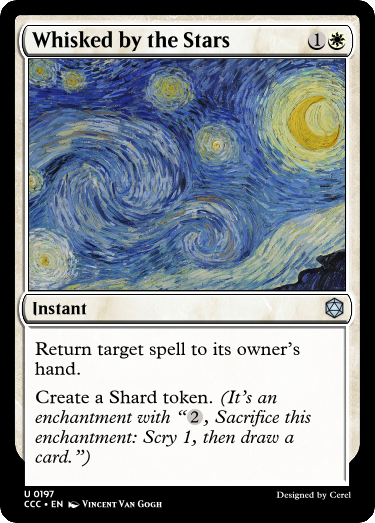 Whisked by the Stars 1
Instant
Return target spell to its owner's
hand.
Create a Shard token. (It's an
enchantment with “2, Sacrifice this
enchantment: Scry 1, then draw a
card.”)
U 0197
CCC • EN Vincent Van Gogh
Designed by Cerel